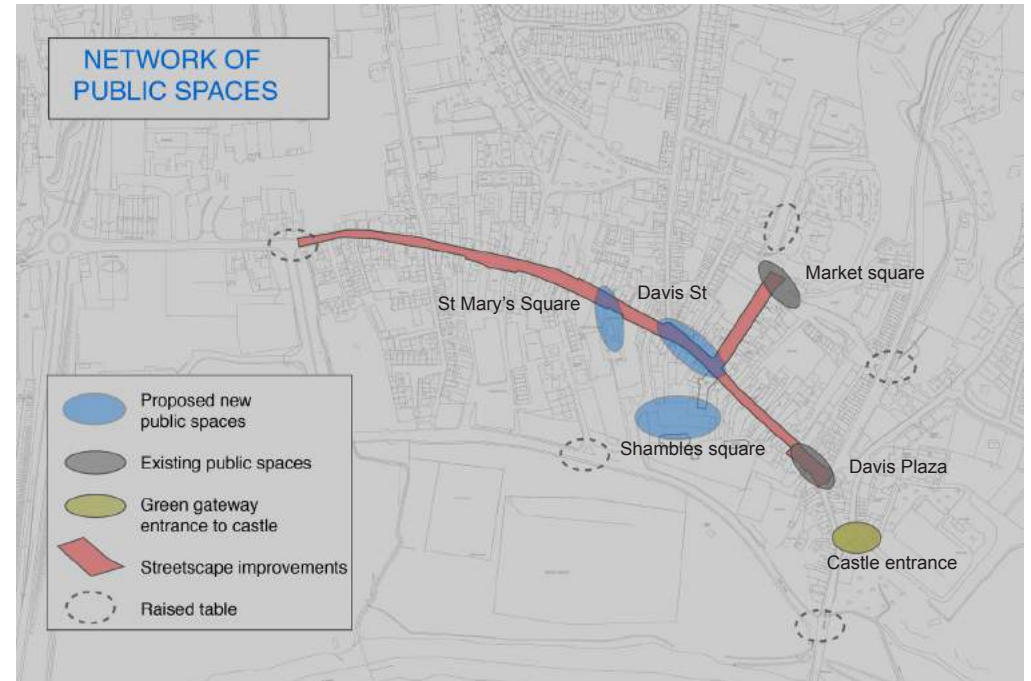 NETWORK OF
PUBLIC SPACES
Market square
Davis St
St Mary's Square
Shambles square
Davis Plaza
Castle entrance
Proposed new
public spaces
Existing public spaces
Green gateway
entrance to castle
Streetscape improvements
Raised table